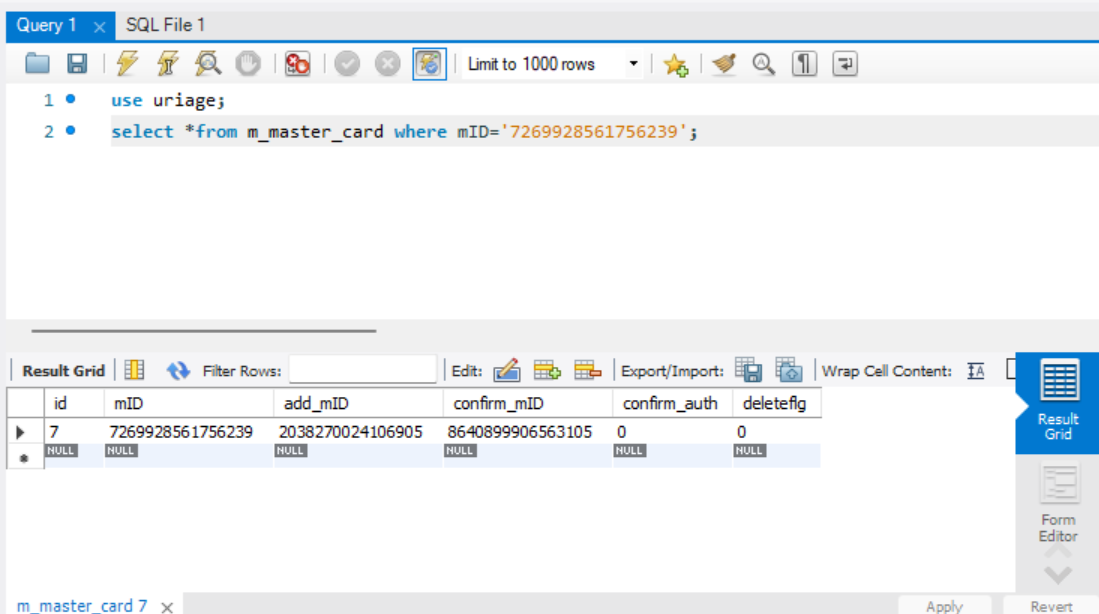 Query 1 × SQL File 1
Limit to 1000 rows
1 use uriage;
2 select *from m_master_card where mID='7269928561756239';
Result Grid Filter Rows: Edit: Export/Import: Wrap Cell Content:
id mID add_mID confirm_mID confirm_auth deleteflg
7 7269928561756239 2038270024106905 8640899906563105 0 0
NULL NULL NULL NULL NULL NULL
Result
Grid
Form
Editor
m_master_card 7 ×
Apply Revert